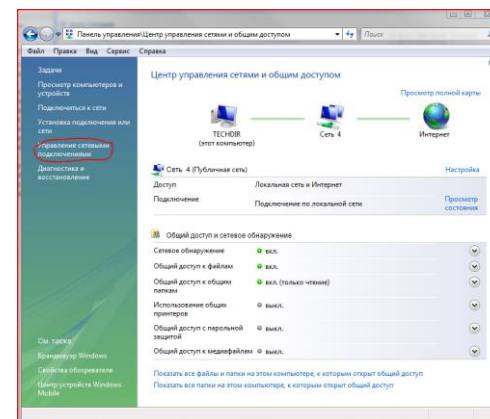 Панель управления\Центр управления сетями и общим доступом
Поиск
Файл Правка Вид Сервис Справка
Задачи
Просмотр компьютеров и
устройств
Подключиться к сети
Установка подключения или
сети
Управление сетевыми
подключениями
Диагностика и
восстановление
См. также
Брандмауэр Windows
Свойства обозревателя
Центр устройств Windows
Mobile
Центр управления сетями и общим доступом
Просмотр полной карты
TECHDIR
(этот компьютер)
Сеть 4
Интернет
Сеть 4 (Публичная сеть)
Настройка
Доступ Локальная сеть и Интернет
Подключение Подключение по локальной сети
Просмотр
состояния
Общий доступ и сетевое обнаружение
Сетевое обнаружение вкл.
Общий доступ к файлам вкл.
Общий доступ к общим
папкам
вкл. (только чтение)
Использование общих
принтеров
выкл.
Общий доступ с парольной
защитой
выкл.
Общий доступ к медиафайлам выкл.
Показать все файлы и папки на этом компьютере, к которым открыт общий доступ
Показать все папки на этом компьютере, к которым открыт общий доступ